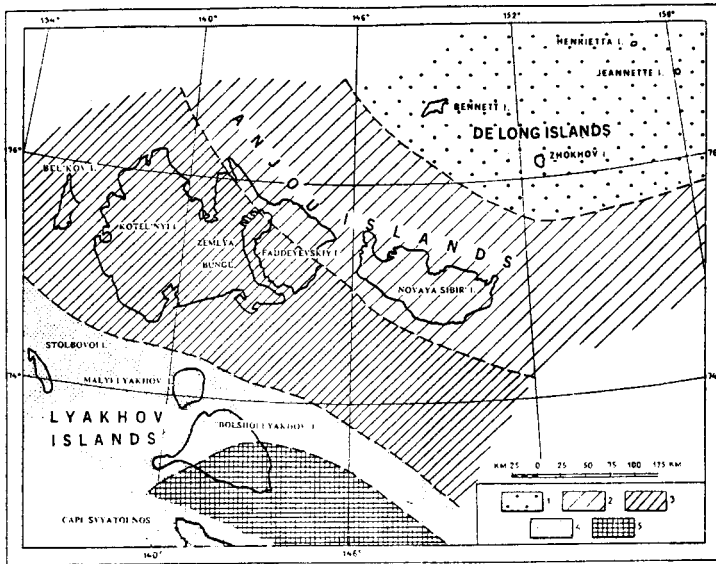 134° 140° 146° 152° 158°
HENRIETTA I.
JEANNETTE I.
BENNETT I.
DE LONG ISLANDS
ZHOKHOV I.
76° 76
ANJOU ISLANDS
BEL'KOV I.
KOTEL'NYI I.
ZEMLYA
BUNGE
FADDEYEVSKIY I.
NOVAYA SIBIR' I.
STOLBOVOI I.
74° 74
MALYI LYAKHOV I.
LYAKHOV
ISLANDS
BOLSHOI LYAKHOV I.
KM 25 0 25 50 75 100 125 KM
1 2 3
4 5
CAPE SVYATOI NOS
140° 146° 152°